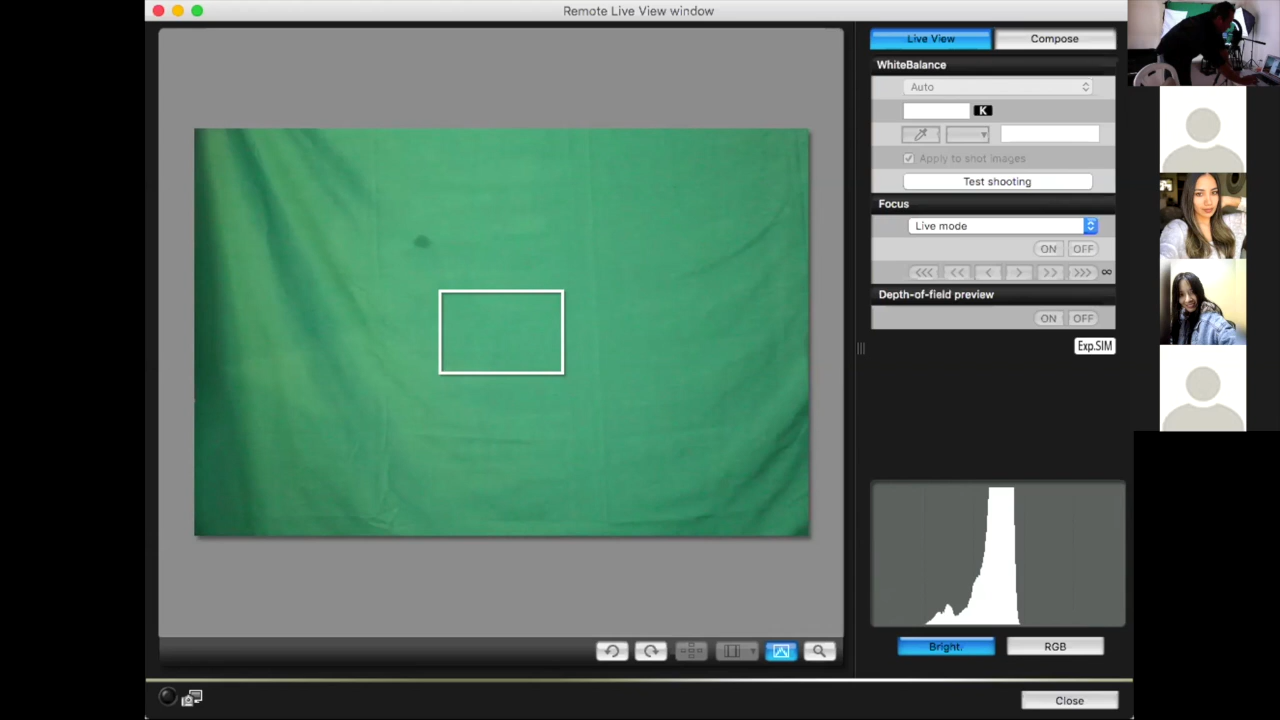 Remote Live View window
Live View
Compose
WhiteBalance
Auto
K
Apply to shot images
Test shooting
Focus
Live mode
ON OFF
<<< << < > >> >>> ∞
Depth-of-field preview
ON OFF
Exp.SIM
Bright.
RGB
Close